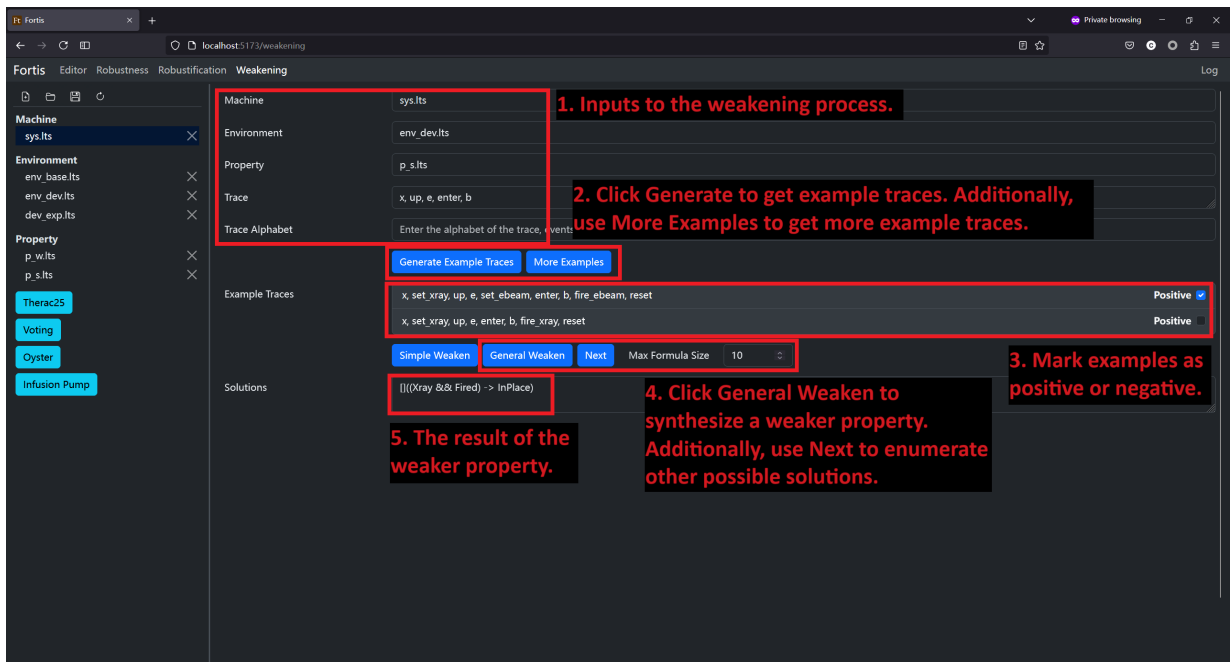 Ft Fortis
Private browsing
localhost:5173/weakening
Fortis Editor Robustness Robustification Weakening Log
Machine
sys.lts
Environment
env_base.lts
env_dev.lts
dev_exp.lts
Property
p_w.lts
p_s.lts
Therac25
Voting
Oyster
Infusion Pump
Machine sys.lts
1. Inputs to the weakening process.
Environment env_dev.lts
Property p_s.lts
Trace x, up, e, enter, b
2. Click Generate to get example traces. Additionally,
use More Examples to get more example traces.
Trace Alphabet Enter the alphabet of the trace, events
Generate Example Traces More Examples
Example Traces x, set_xray, up, e, set_ebeam, enter, b, fire_ebeam, reset Positive
x, set_xray, up, e, enter, b, fire_xray, reset Positive
3. Mark examples as
positive or negative.
Simple Weaken General Weaken Next Max Formula Size 10
4. Click General Weaken to
synthesize a weaker property.
Additionally, use Next to enumerate
other possible solutions.
Solutions []((Xray && Fired) -> InPlace)
5. The result of the
weaker property.